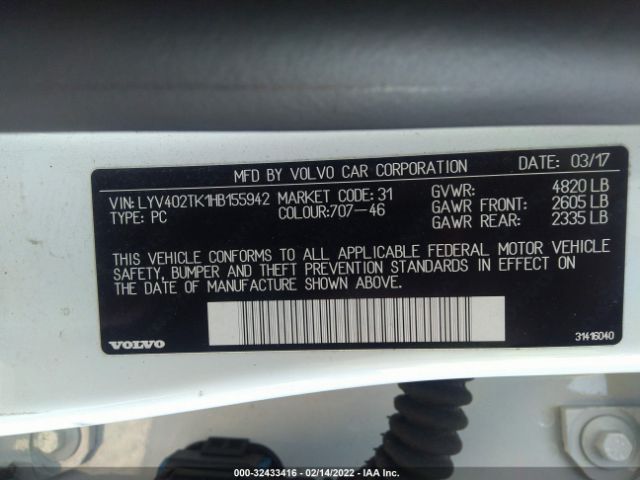 MFD BY VOLVO CAR CORPORATION DATE: 03/17
VIN: LYV402TK1HB155942 MARKET CODE: 31 GVWR: 4820 LB
TYPE: PC COLOUR: 707-46 GAWR FRONT: 2605 LB
GAWR REAR: 2335 LB
THIS VEHICLE CONFORMS TO ALL APPLICABLE FEDERAL MOTOR VEHICLE
SAFETY, BUMPER AND THEFT PREVENTION STANDARDS IN EFFECT ON
THE DATE OF MANUFACTURE SHOWN ABOVE.
VOLVO
31416040
000-32433416 - 02/14/2022 - IAA Inc.